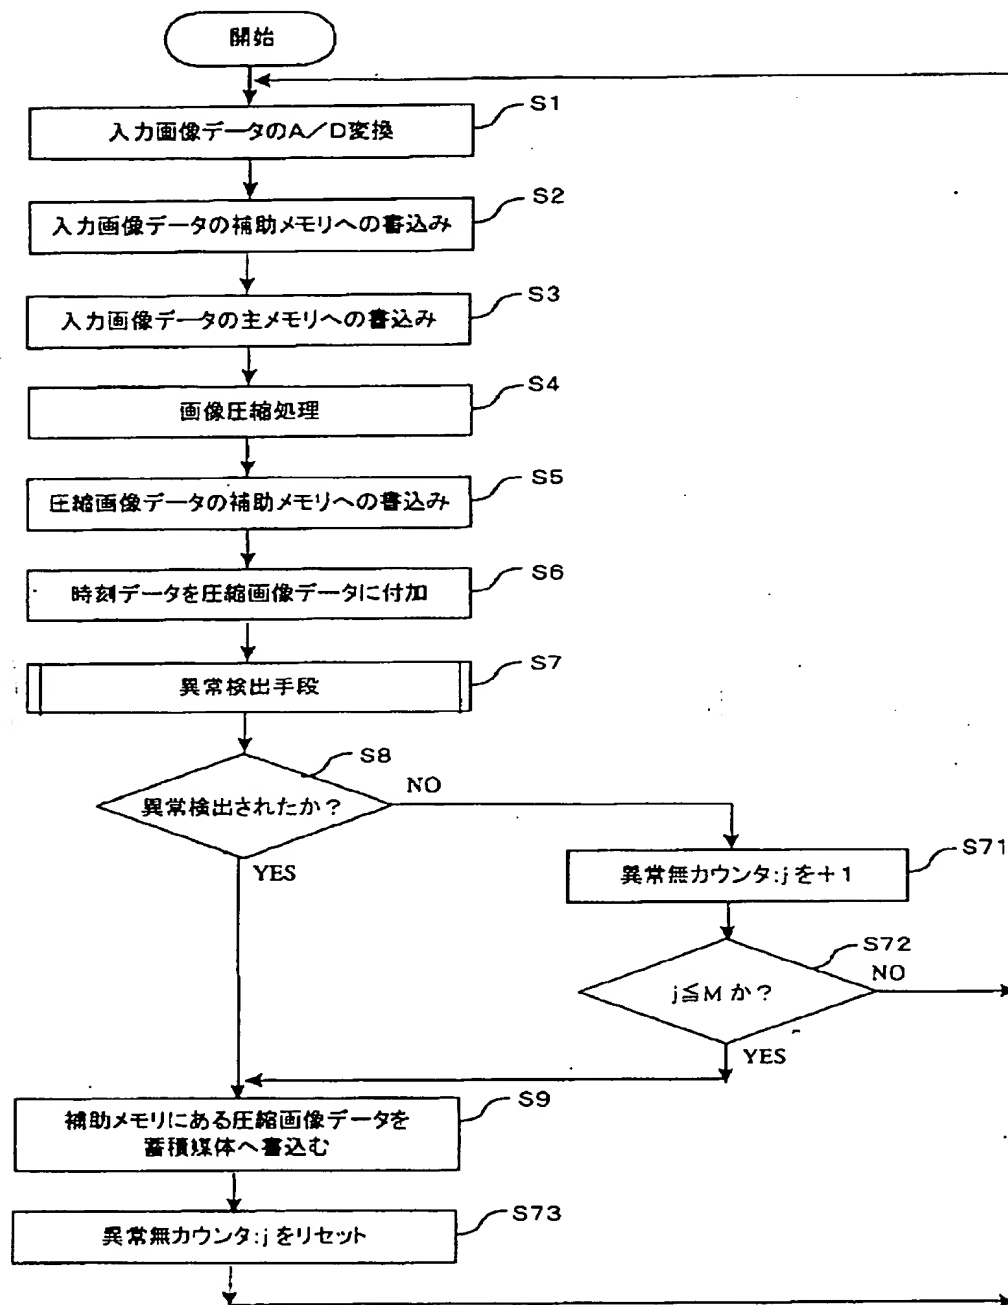 開始
S1
入力画像データのA/D変換
S2
入力画像データの補助メモリへの書込み
S3
入力画像データの主メモリへの書込み
S4
画像圧縮処理
S5
圧縮画像データの補助メモリへの書込み
S6
時刻データを圧縮画像データに付加
S7
異常検出手段
S8
異常検出されたか?
NO
YES
S71
異常無カウンタ:jを+1
S72
j≦Mか?
NO
YES
S9
補助メモリにある圧縮画像データを
蓄積媒体へ書込む
S73
異常無カウンタ:jをリセット